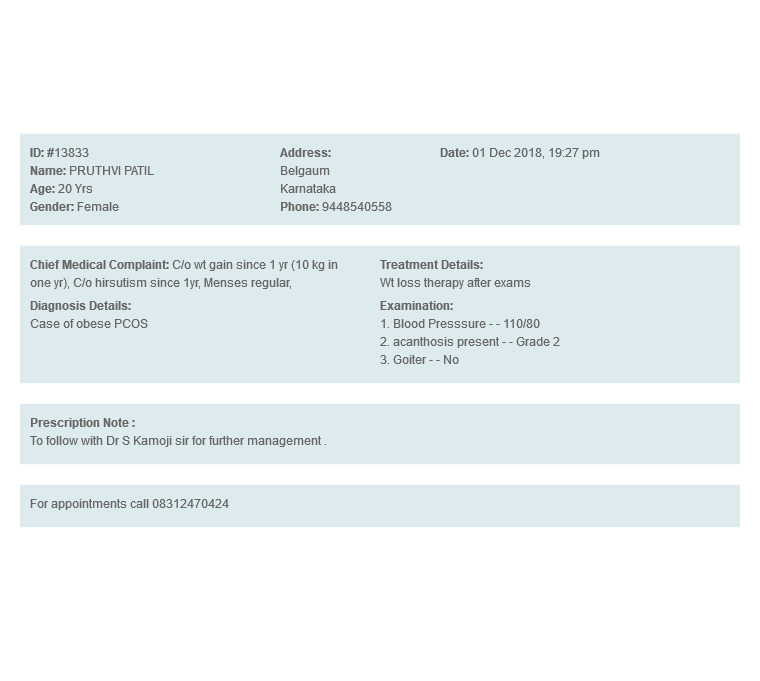 ID: #13833
Name: PRUTHVI PATIL
Age: 20 Yrs
Gender: Female
Address:
Belgaum
Karnataka
Phone: 9448540558
Date: 01 Dec 2018, 19:27 pm
Chief Medical Complaint: C/o wt gain since 1 yr (10 kg in
one yr), C/o hirsutism since 1yr, Menses regular,
Diagnosis Details:
Case of obese PCOS
Treatment Details:
Wt loss therapy after exams
Examination:
1. Blood Presssure - - 110/80
2. acanthosis present - - Grade 2
3. Goiter - - No
Prescription Note :
To follow with Dr S Kamoji sir for further management .
For appointments call 08312470424